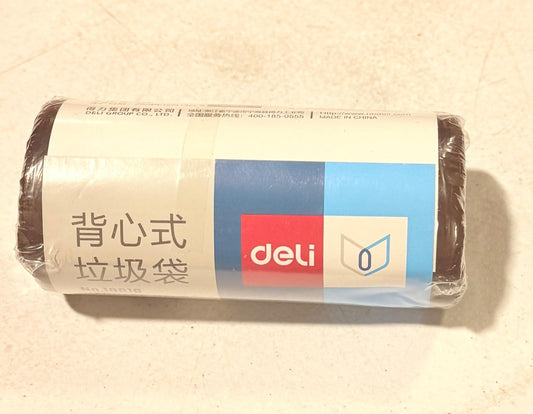 得力集团有限公司
DELI GROUP CO., LTD.
全国服务热线: 400-185-0555
MADE IN CHINA
背心式
垃圾袋
deli